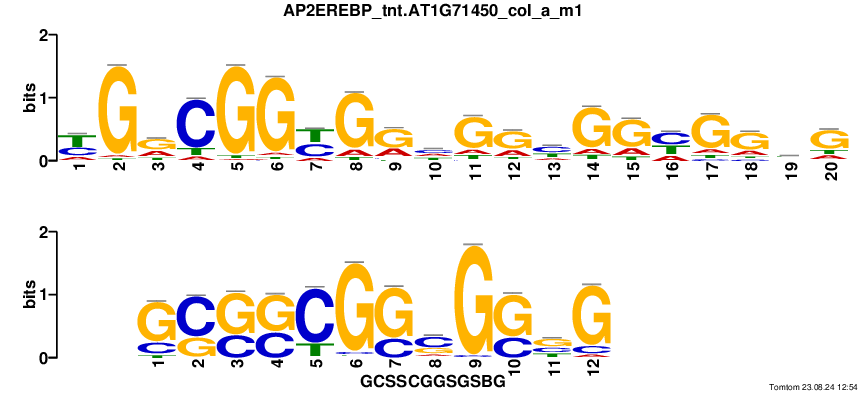 AP2EREBP_tnt.AT1G71450_col_a_m1
bits
2
1
0
1 2 3 4 5 6 7 8 9 10 11 12 13 14 15 16 17 18 19 20
bits
2
1
0
1 2 3 4 5 6 7 8 9 10 11 12
GCSSCGGSGSBG
Tomtom 23.08.24 12:54